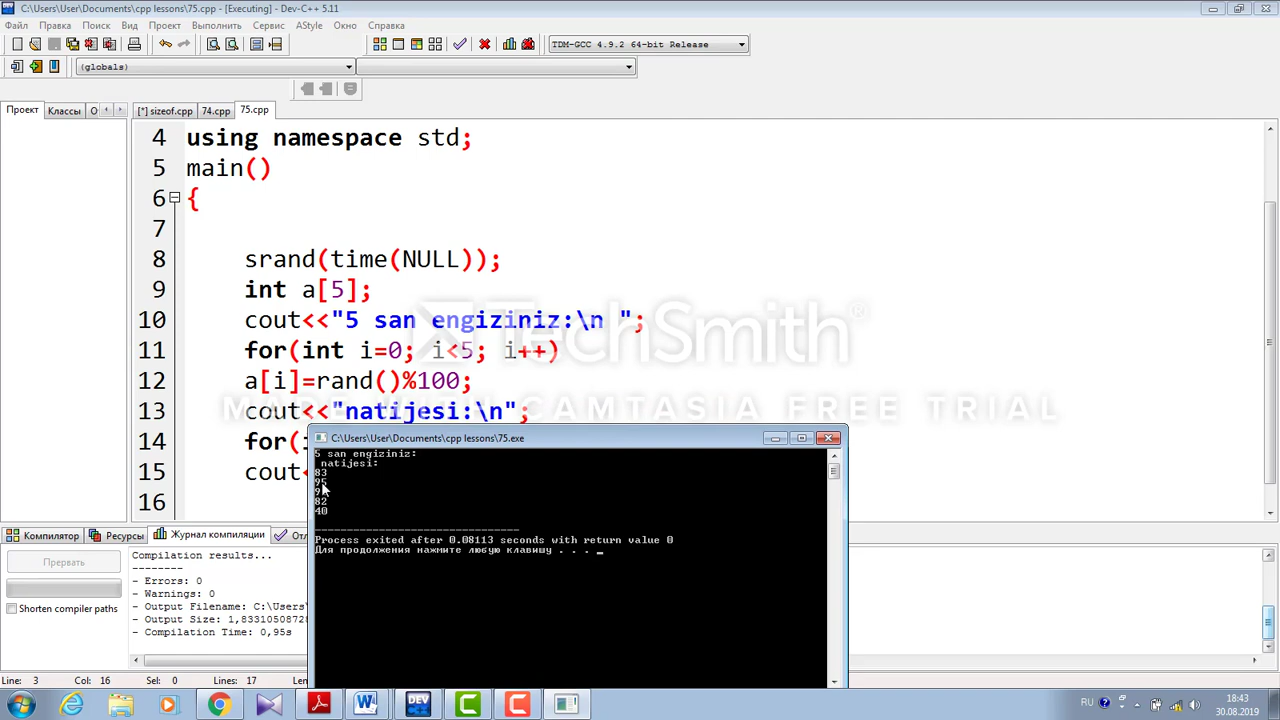 C:\Users\User\Documents\cpp lessons\75.cpp - [Executing] - Dev-C++ 5.11
Файл Правка Поиск Вид Проект Выполнить Сервис AStyle Окно Справка
TDM-GCC 4.9.2 64-bit Release
(globals)
Проект Классы О
[*] sizeof.cpp 74.cpp 75.cpp
4 using namespace std;
5 main()
6 {
7
8 srand(time(NULL));
9 int a[5];
10 cout<<"5 san engiziniz:\n ";
11 for(int i=0; i<5; i++)
12 a[i]=rand()%100;
13 cout<<"natijesi:\n";
14 for(
15 cout<
16
TechSmith®
MADE WITH CAMTASIA FREE TRIAL
C:\Users\User\Documents\cpp lessons\75.exe
5 san engiziniz:
natijesi:
83
95
82
40
Process exited after 0.08113 seconds with return value 0
Для продолжения нажмите любую клавишу . . .
Компилятор Ресурсы Журнал компиляции Отл
Прервать
Shorten compiler paths
Compilation results...
--------
- Errors: 0
- Warnings: 0
- Output Filename: C:\Users
- Output Size: 1,83310508728
- Compilation Time: 0,95s
Line: 3 Col: 16 Sel: 0 Lines: 17 Len
RU
18:43
30.08.2019